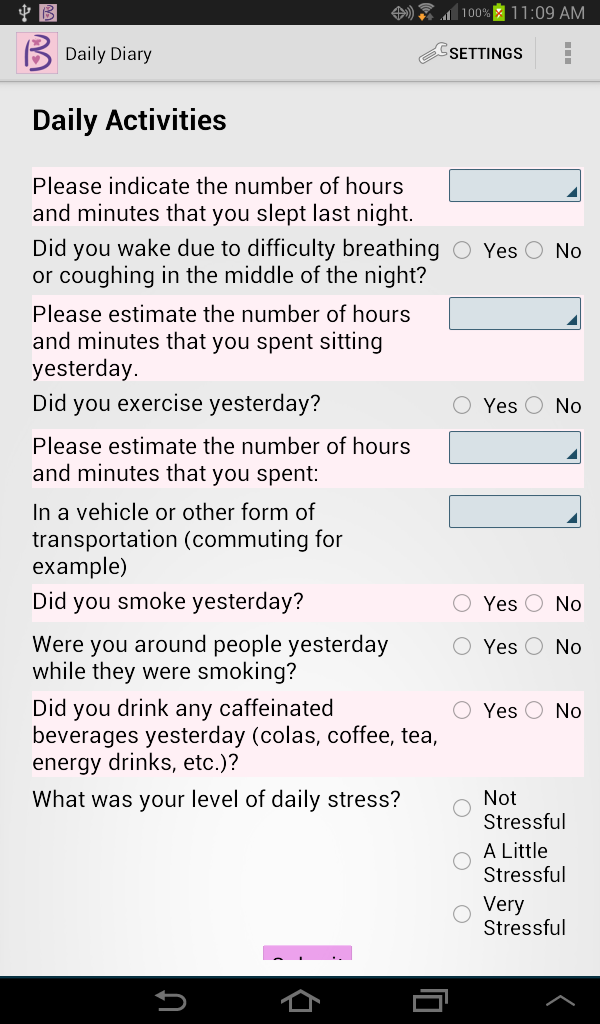 100% 11:09 AM
B Daily Diary SETTINGS
Daily Activities
Please indicate the number of hours
and minutes that you slept last night.
Did you wake due to difficulty breathing Yes No
or coughing in the middle of the night?
Please estimate the number of hours
and minutes that you spent sitting
yesterday.
Did you exercise yesterday? Yes No
Please estimate the number of hours
and minutes that you spent:
In a vehicle or other form of
transportation (commuting for
example)
Did you smoke yesterday? Yes No
Were you around people yesterday Yes No
while they were smoking?
Did you drink any caffeinated Yes No
beverages yesterday (colas, coffee, tea,
energy drinks, etc.)?
What was your level of daily stress? Not
Stressful
A Little
Stressful
Very
Stressful